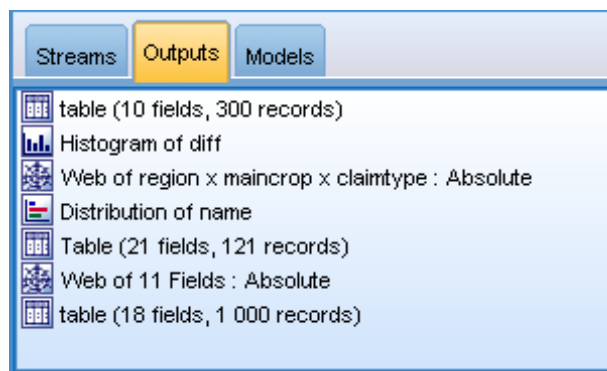 Streams Outputs Models
table (10 fields, 300 records)
Histogram of diff
Web of region x maincrop x claimtype : Absolute
Distribution of name
Table (21 fields, 121 records)
Web of 11 Fields : Absolute
table (18 fields, 1 000 records)